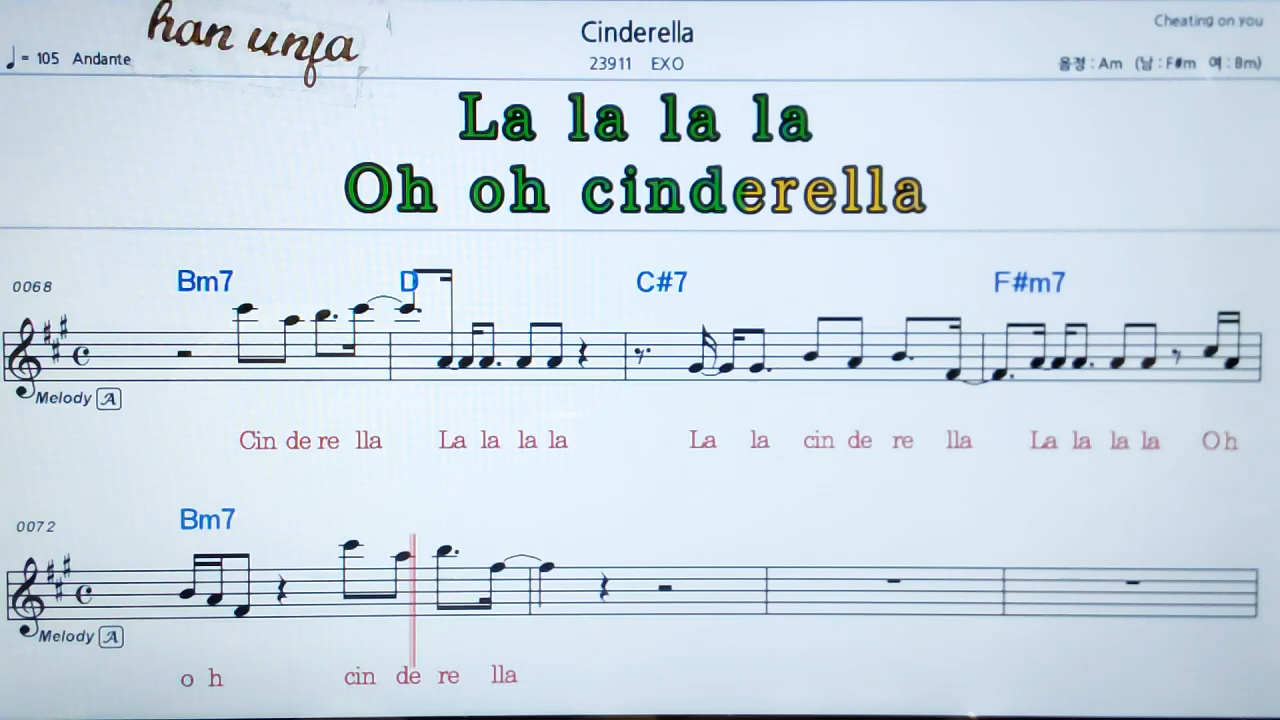 han unfa
Cinderella
Cheating on you
♩ = 105 Andante
23911 EXO
음정 : Am (남 : F#m 여 : Bm)
La la la la
Oh oh cinderella
0068
Bm7 D C#7 F#m7
Melody A
Cin de re lla La la la la La la cin de re lla La la la la Oh
0072
Bm7
Melody A
o h cin de re lla